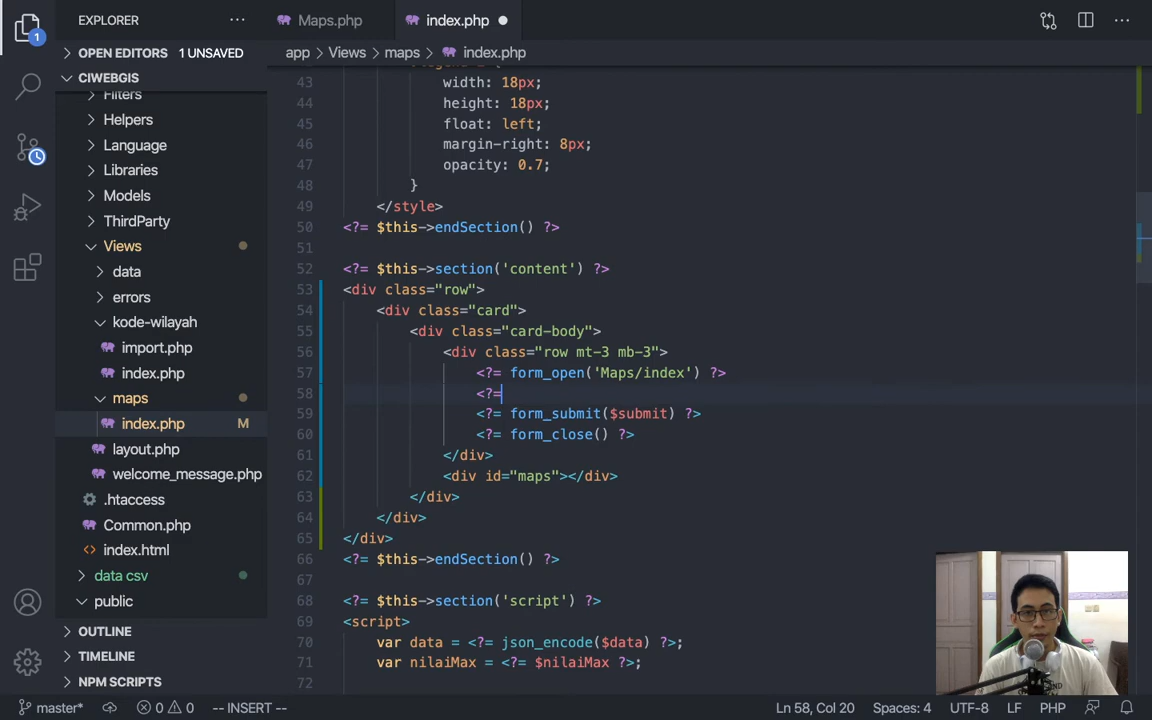 EXPLORER
···
Maps.php
index.php
···
OPEN EDITORS 1 UNSAVED
app > Views > maps > index.php
CIWEBGIS
Filters
Helpers
Language
Libraries
Models
ThirdParty
Views
data
errors
kode-wilayah
import.php
index.php
maps
index.php M
layout.php
welcome_message.php
.htaccess
Common.php
index.html
data csv
public
OUTLINE
TIMELINE
NPM SCRIPTS
1
43 width: 18px;
44 height: 18px;
45 float: left;
46 margin-right: 8px;
47 opacity: 0.7;
48 }
49 </style>
50 <?= $this->endSection() ?>
51
52 <?= $this->section('content') ?>
53 <div class="row">
54 <div class="card">
55 <div class="card-body">
56 <div class="row mt-3 mb-3">
57 <?= form_open('Maps/index') ?>
58 <?=
59 <?= form_submit($submit) ?>
60 <?= form_close() ?>
61 </div>
62 <div id="maps"></div>
63 </div>
64 </div>
65 </div>
66 <?= $this->endSection() ?>
67
68 <?= $this->section('script') ?>
69 <script>
70 var data = <?= json_encode($data) ?>;
71 var nilaiMax = <?= $nilaiMax ?>;
72
master* 0 0 -- INSERT -- Ln 58, Col 20 Spaces: 4 UTF-8 LF PHP